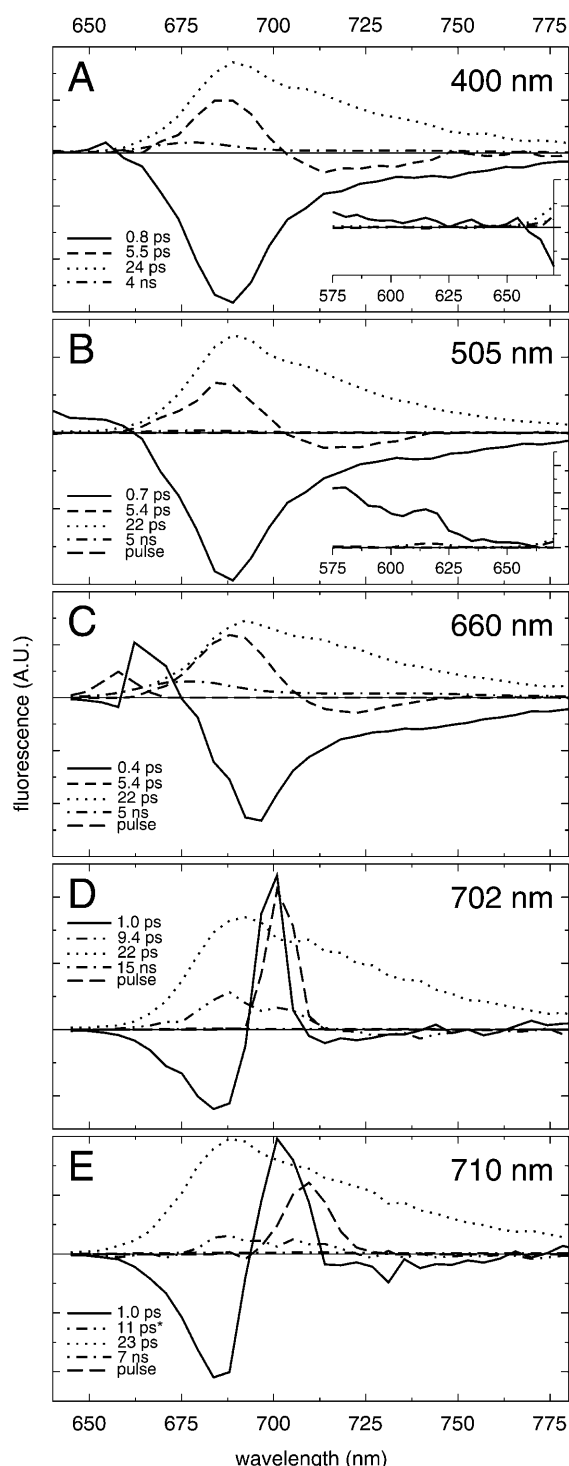 650 675 700 725 750 775
A 400 nm
0.8 ps
5.5 ps
24 ps
4 ns
575 600 625 650
B 505 nm
0.7 ps
5.4 ps
22 ps
5 ns
pulse
575 600 625 650
C 660 nm
0.4 ps
5.4 ps
22 ps
5 ns
pulse
fluorescence (A.U.)
D 702 nm
1.0 ps
9.4 ps
22 ps
15 ns
pulse
E 710 nm
1.0 ps
11 ps*
23 ps
7 ns
pulse
650 675 700 725 750 775
wavelength (nm)